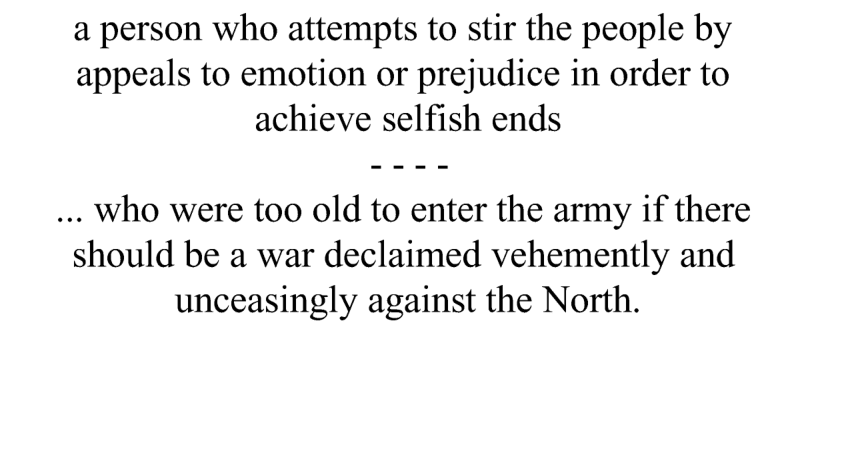 a person who attempts to stir the people by
appeals to emotion or prejudice in order to
achieve selfish ends
- - - -
... who were too old to enter the army if there
should be a war declaimed vehemently and
unceasingly against the North.